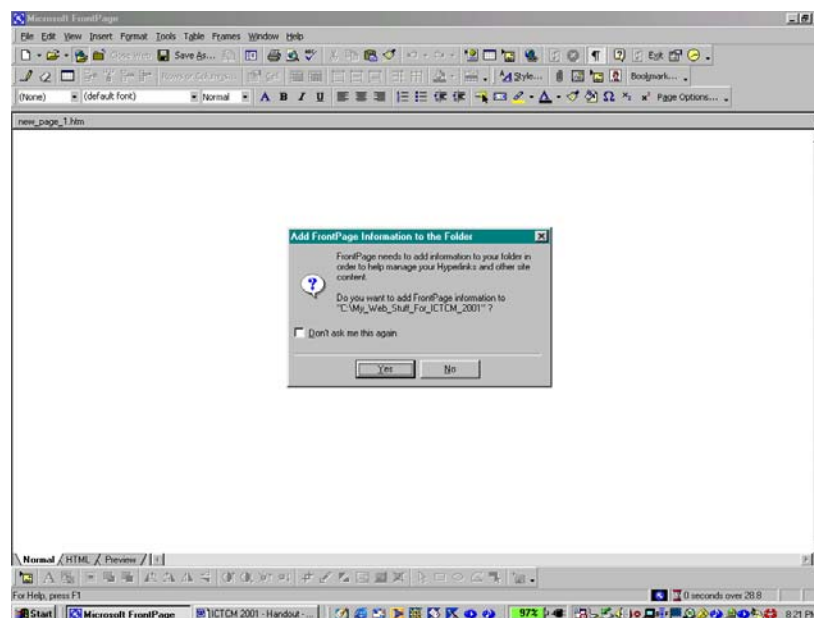 Microsoft FrontPage
File Edit View Insert Format Tools Table Frames Window Help
Save As... Exit
Style... Bookmark...
(None) (default font) Normal A B I U Page Options...
new_page_1.htm
Add FrontPage Information to the Folder
FrontPage needs to add information to your folder in
order to help manage your Hyperlinks and other site
content.
Do you want to add FrontPage information to
"C:\My_Web_Stuff_For_ICTCM_2001" ?
Don't ask me this again
Yes No
Normal HTML Preview
For Help, press F1 0 seconds over 28.8
Start Microsoft FrontPage ICTCM 2001 - Handout -... 97% 8:21 PM